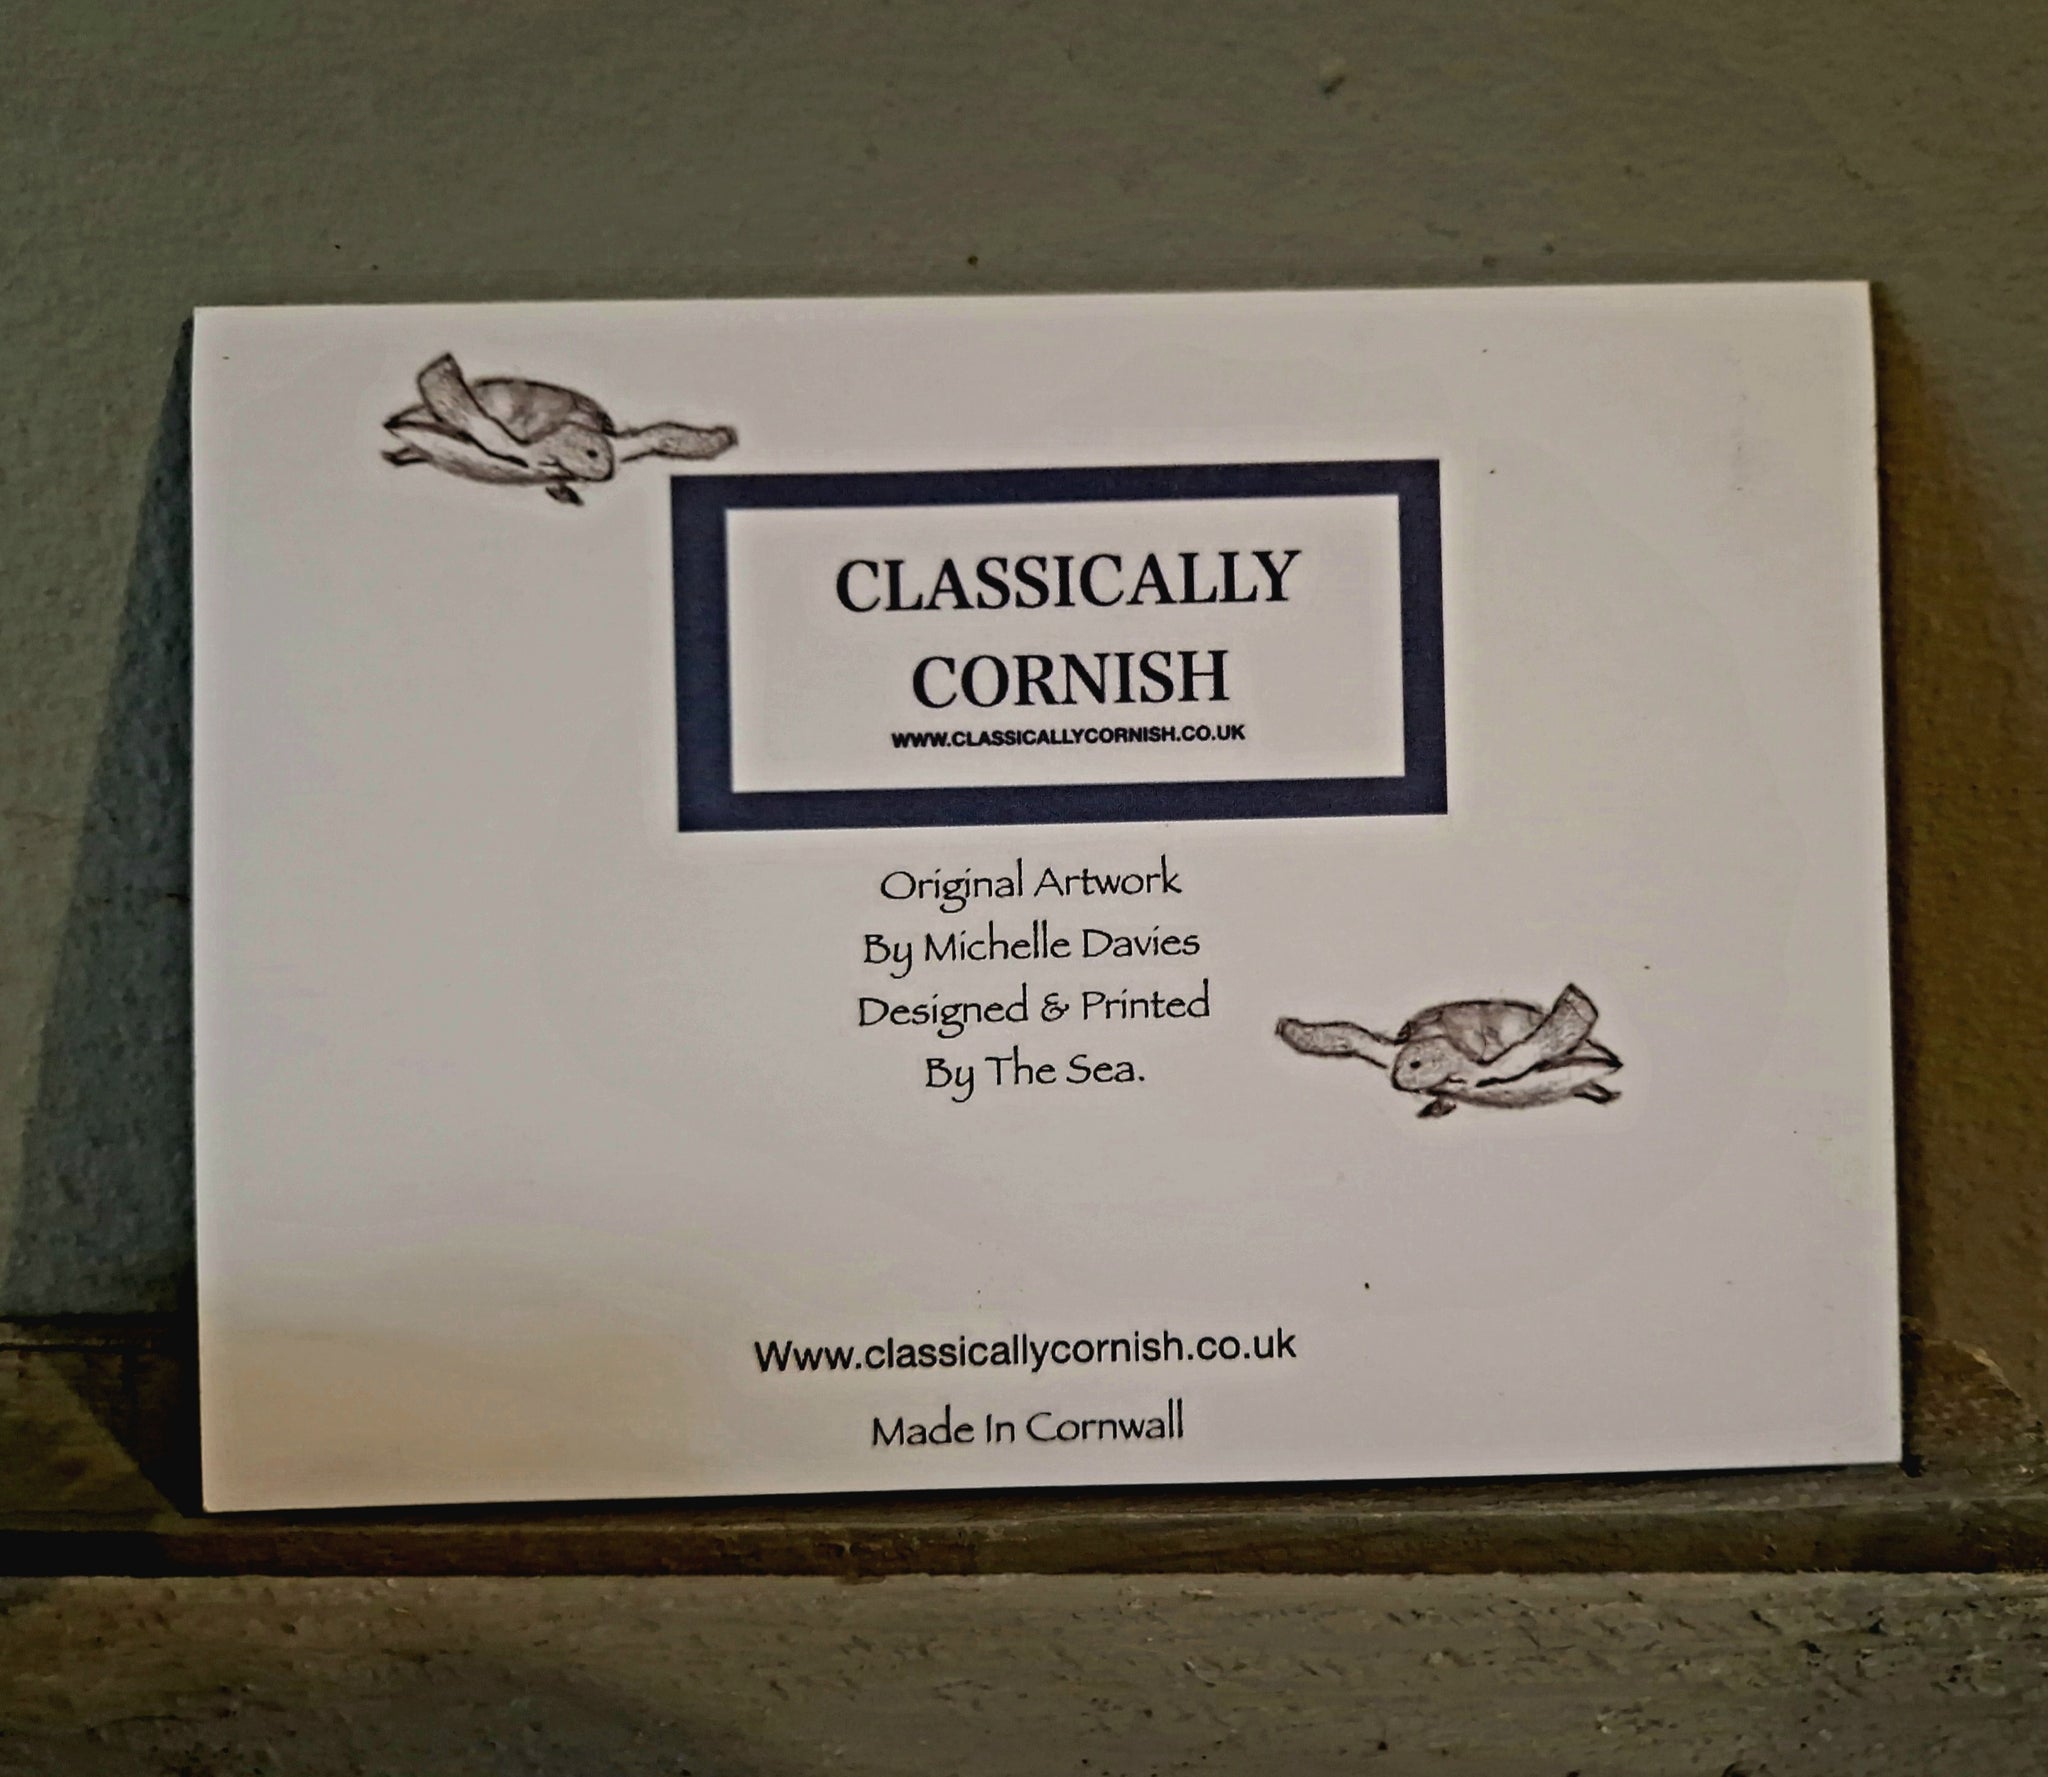 CLASSICALLY
CORNISH
WWW.CLASSICALLYCORNISH.CO.UK
Original Artwork
By Michelle Davies
Designed & Printed
By The Sea.
Www.classicallycornish.co.uk
Made In Cornwall